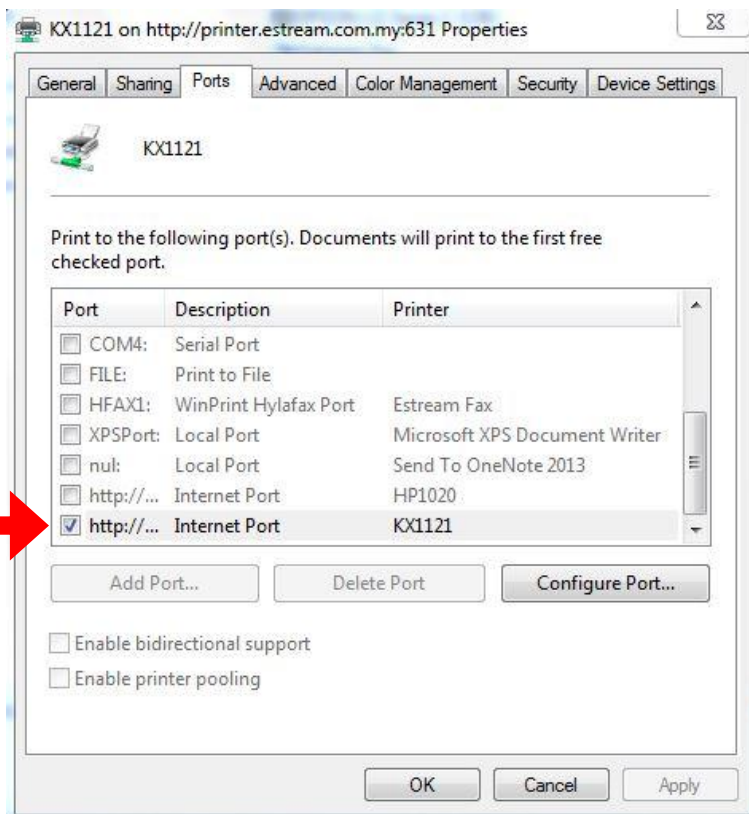 KX1121 on http://printer.estream.com.my:631 Properties
General Sharing Ports Advanced Color Management Security Device Settings
KX1121
Print to the following port(s). Documents will print to the first free
checked port.
Port Description Printer
COM4: Serial Port
FILE: Print to File
HFAX1: WinPrint Hylafax Port Estream Fax
XPSPort: Local Port Microsoft XPS Document Writer
nul: Local Port Send To OneNote 2013
http://... Internet Port HP1020
http://... Internet Port KX1121
Add Port... Delete Port Configure Port...
Enable bidirectional support
Enable printer pooling
OK Cancel Apply